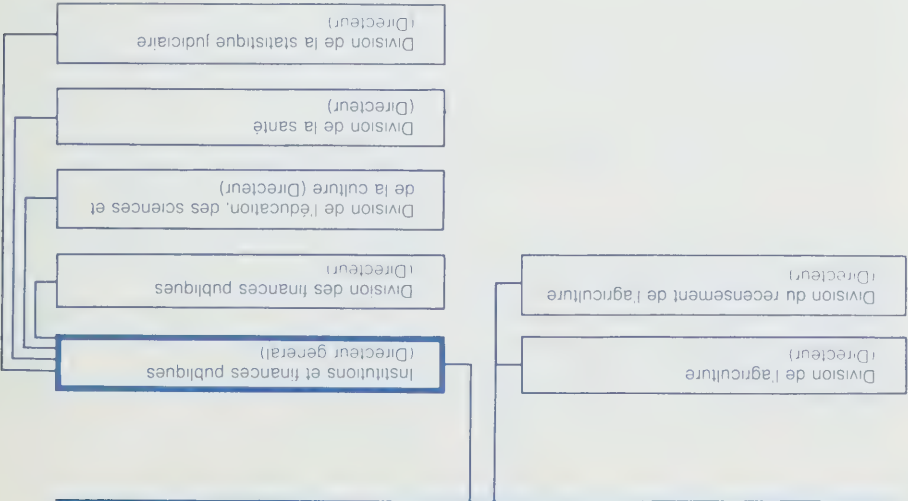 Division de l'agriculture
(Directeur)
Division du recensement de l'agriculture
(Directeur)
Institutions et finances publiques
(Directeur général)
Division des finances publiques
(Directeur)
Division de l'éducation, des sciences et
de la culture (Directeur)
Division de la santé
(Directeur)
Division de la statistique judiciaire
(Directeur)